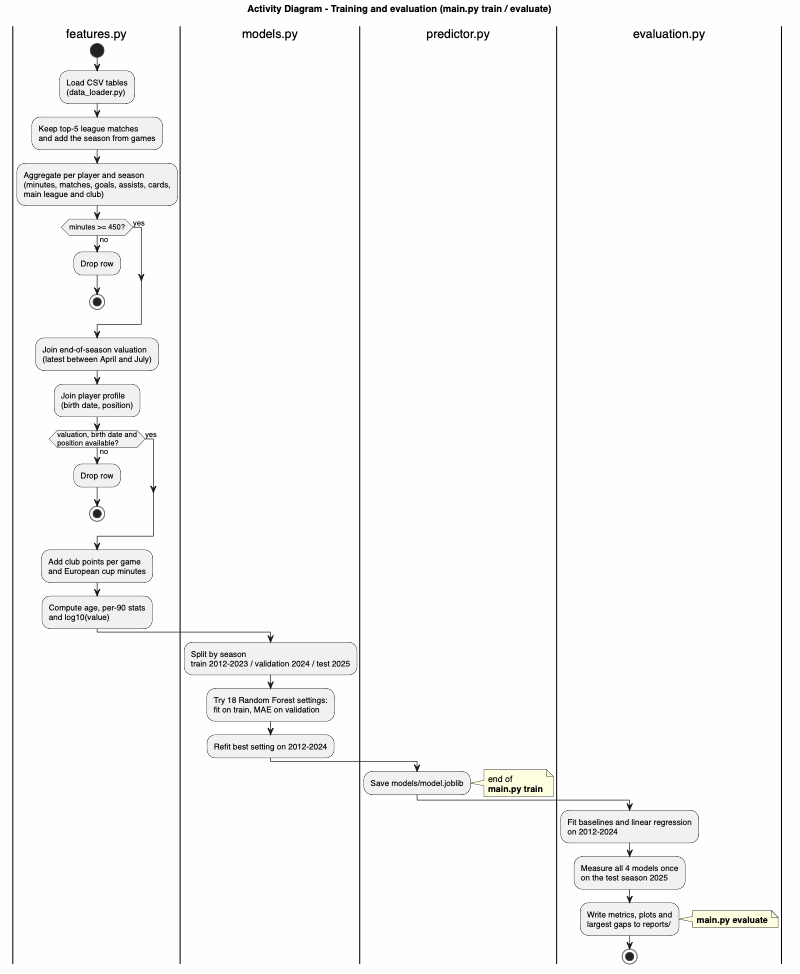 Activity Diagram - Training and evaluation (main.py train / evaluate)
features.py
models.py
predictor.py
evaluation.py
Load CSV tables
(data_loader.py)
Keep top-5 league matches
and add the season from games
Aggregate per player and season
(minutes, matches, goals, assists, cards,
main league and club)
minutes >= 450?
yes
no
Drop row
Join end-of-season valuation
(latest between April and July)
Join player profile
(birth date, position)
valuation, birth date and
position available?
yes
no
Drop row
Add club points per game
and European cup minutes
Compute age, per-90 stats
and log10(value)
Split by season
train 2012-2023 / validation 2024 / test 2025
Try 18 Random Forest settings:
fit on train, MAE on validation
Refit best setting on 2012-2024
Save models/model.joblib
end of
main.py train
Fit baselines and linear regression
on 2012-2024
Measure all 4 models once
on the test season 2025
Write metrics, plots and
largest gaps to reports/
main.py evaluate